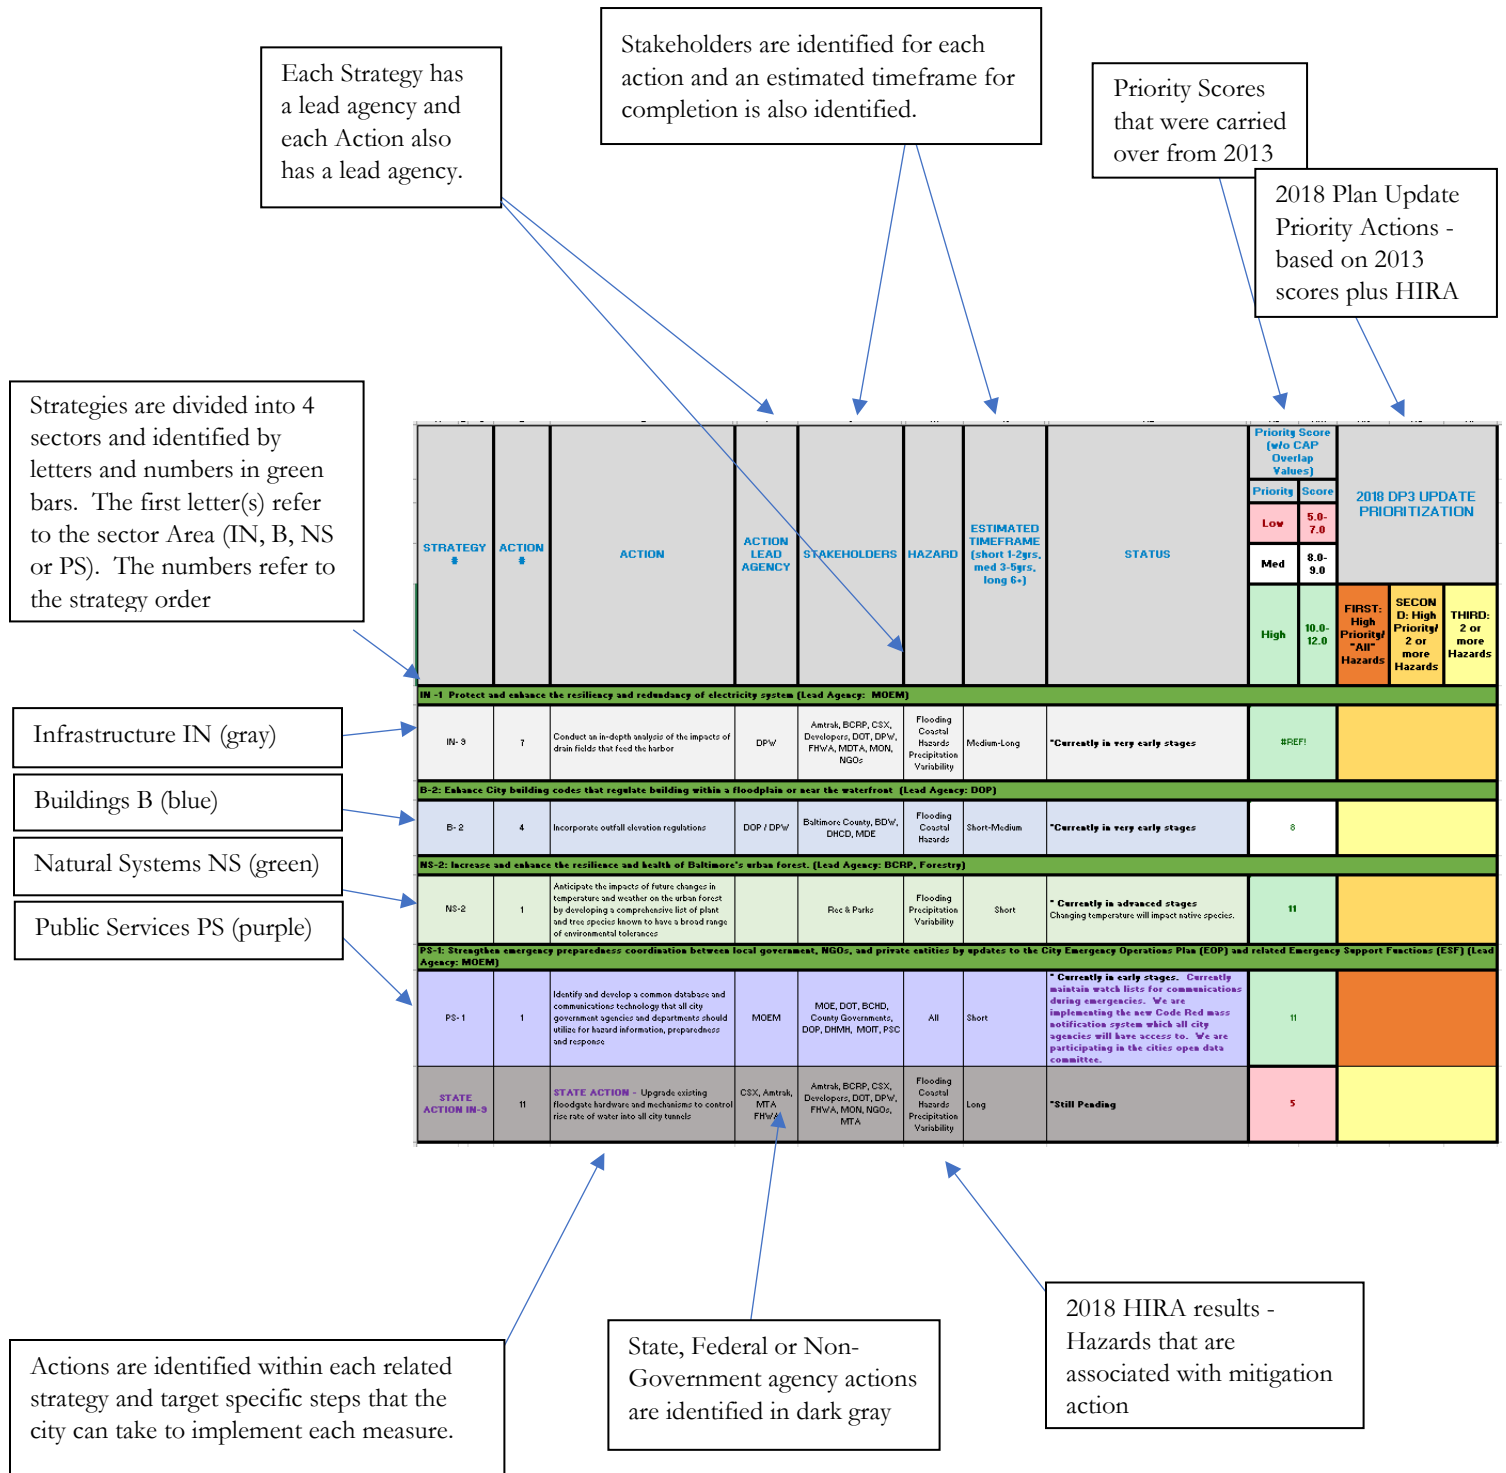 Each Strategy has
a lead agency and
each Action also
has a lead agency.
Stakeholders are identified for each
action and an estimated timeframe for
completion is also identified.
Priority Scores
that were carried
over from 2013
2018 Plan Update
Priority Actions -
based on 2013
scores plus HIRA
Strategies are divided into 4
sectors and identified by
letters and numbers in green
bars.  The first letter(s) refer
to the sector Area (IN, B, NS
or PS).  The numbers refer to
the strategy order
Infrastructure IN (gray)
Buildings B (blue)
Natural Systems NS (green)
Public Services PS (purple)
STRATEGY
#
ACTION
#
ACTION
ACTION
LEAD
AGENCY
STAKEHOLDERS
HAZARD
ESTIMATED
TIMEFRAME
(short 1-2yrs,
med 3-5yrs,
long 6+)
STATUS
Priority Score
(w/o CAP
Overlap
Values)
Priority
Score
Low
5.0-
7.0
Med
8.0-
9.0
High
10.0-
12.0
2018 DP3 UPDATE
PRIORITIZATION
FIRST:
High
Priority/
"All"
Hazards
SECON
D: High
Priority/
2 or
more
Hazards
THIRD:
2 or
more
Hazards
IN -1  Protect and enhance the resiliency and redundancy of electricity system (Lead Agency:  MOEM)
IN- 3
7
Conduct an in-depth analysis of the impacts of
drain fields that feed the harbor
DPW
Amtrak, BCRP, CSX,
Developers, DOT, DPW,
FHWA, MDTA, MON,
NGOs
Flooding
Coastal
Hazards
Precipitation
Variability
Medium-Long
*Currently in very early stages
#REF!
B-2: Enhance City building codes that regulate building within a floodplain or near the waterfront  (Lead Agency: DOP)
B- 2
4
Incorporate outfall elevation regulations
DOP / DPW
Baltimore County, BDW,
DHCD, MDE
Flooding
Coastal
Hazards
Short-Medium
*Currently in very early stages
8
NS-2: Increase and enhance the resilience and health of Baltimore's urban forest. (Lead Agency: BCRP, Forestry)
NS-2
1
Anticipate the impacts of future changes in
temperature and weather on the urban forest
by developing a comprehensive list of plant
and tree species known to have a broad range
of environmental tolerances
Rec & Parks
Flooding
Precipitation
Variability
Short
* Currently in advanced stages
Changing temperature will impact native species.
11
PS-1: Strengthen emergency preparedness coordination between local government, NGOs, and private entities by updates to the City Emergency Operations Plan (EOP) and related Emergency Support Functions (ESF) (Lead
Agency: MOEM)
PS- 1
1
Identify and develop a common database and
communications technology that all city
government agencies and departments should
utilize for hazard information, preparedness
and response
MOEM
MOE, DOT, BCHD,
County Governments,
DOP, DHMH,  MOIT, PSC
All
Short
* Currently in early stages.  Currently
maintain watch lists for communications
during emergencies.  We are
implementing the new Code Red mass
notification system which all city
agencies will have access to.  We are
participating in the cities open data
committee.
11
STATE
ACTION IN-3
11
STATE ACTION - Upgrade existing
floodgate hardware and mechanisms to control
rise rate of water into all city tunnels
CSX, Amtrak,
MTA
FHWA
Amtrak, BCRP, CSX,
Developers, DOT, DPW,
FHWA, MON, NGOs,
MTA
Flooding
Coastal
Hazards
Precipitation
Variability
Long
*Still Pending
5
Actions are identified within each related
strategy and target specific steps that the
city can take to implement each measure.
State, Federal or Non-
Government agency actions
are identified in dark gray
2018 HIRA results -
Hazards that are
associated with mitigation
action